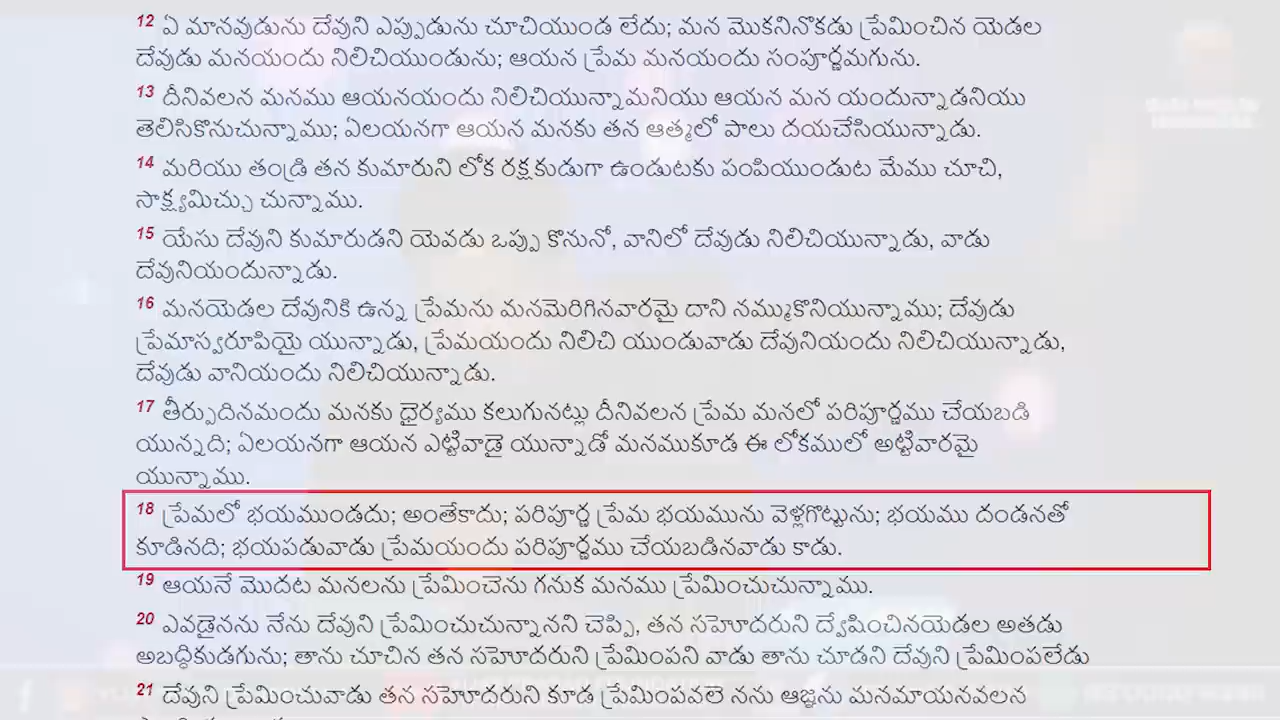 12 ఏ మానవుడును దేవుని ఎప్పుడును చూచియుండ లేదు; మన మొకనినొకడు ప్రేమించిన యెడల
దేవుడు మనయందు నిలిచియుండును; ఆయన ప్రేమ మనయందు సంపూర్ణమగును.
13 దీనివలన మనము ఆయనయందు నిలిచియున్నామనియు ఆయన మన యందున్నాడనియు
తెలిసికొనుచున్నాము; ఏలయనగా ఆయన మనకు తన ఆత్మలో పాలు దయచేసియున్నాడు.
14 మరియు తండ్రి తన కుమారుని లోక రక్షకుడుగా ఉండుటకు పంపియుండుట మేము చూచి,
సాక్ష్యమిచ్చు చున్నాము.
15 యేసు దేవుని కుమారుడని యెవడు ఒప్పు కొనునో, వానిలో దేవుడు నిలిచియున్నాడు, వాడు
దేవునియందున్నాడు.
16 మనయెడల దేవునికి ఉన్న ప్రేమను మనమెరిగినవారమై దాని నమ్ముకొనియున్నాము; దేవుడు
ప్రేమాస్వరూపియై యున్నాడు, ప్రేమయందు నిలిచి యుండువాడు దేవునియందు నిలిచియున్నాడు,
దేవుడు వానియందు నిలిచియున్నాడు.
17 తీర్పుదినమందు మనకు ధైర్యము కలుగునట్లు దీనివలన ప్రేమ మనలో పరిపూర్ణము చేయబడి
యున్నది; ఏలయనగా ఆయన ఎట్టివాడై యున్నాడో మనముకూడ ఈ లోకములో అట్టివారమై
యున్నాము.
18 ప్రేమలో భయముండదు; అంతేకాదు; పరిపూర్ణ ప్రేమ భయమును వెళ్లగొట్టును; భయము దండనతో
కూడినది; భయపడువాడు ప్రేమయందు పరిపూర్ణము చేయబడినవాడు కాడు.
19 ఆయనే మొదట మనలను ప్రేమించెను గనుక మనము ప్రేమించుచున్నాము.
20 ఎవడైనను నేను దేవుని ప్రేమించుచున్నానని చెప్పి, తన సహెూదరుని ద్వేషించినయెడల అతడు
అబద్ధికుడగును; తాను చూచిన తన సహెూదరుని ప్రేమింపని వాడు తాను చూడని దేవుని ప్రేమింపలేడు
21 దేవుని ప్రేమించువాడు తన సహెూదరుని కూడ ప్రేమింపవలె నను ఆజ్ఞను మనమాయనవలన